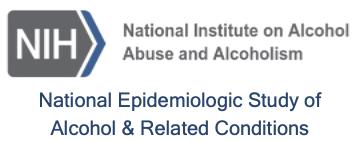 NIH
National Institute on Alcohol
Abuse and Alcoholism
National Epidemiologic Study of
Alcohol & Related Conditions